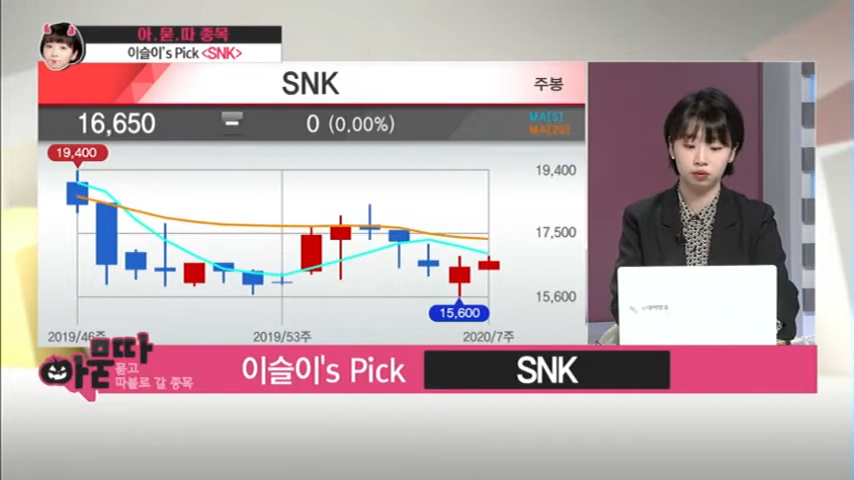 아.묻.따 종목
이슬이's Pick <SNK>
SNK
주봉
16,650
0 (0.00%)
MA[5]
MA[20]
19,400
19,400
17,500
15,600
15,600
2019/46주
2019/53주
2020/7주
아묻따
묻고
따블로 갈 종목
이슬이's Pick
SNK